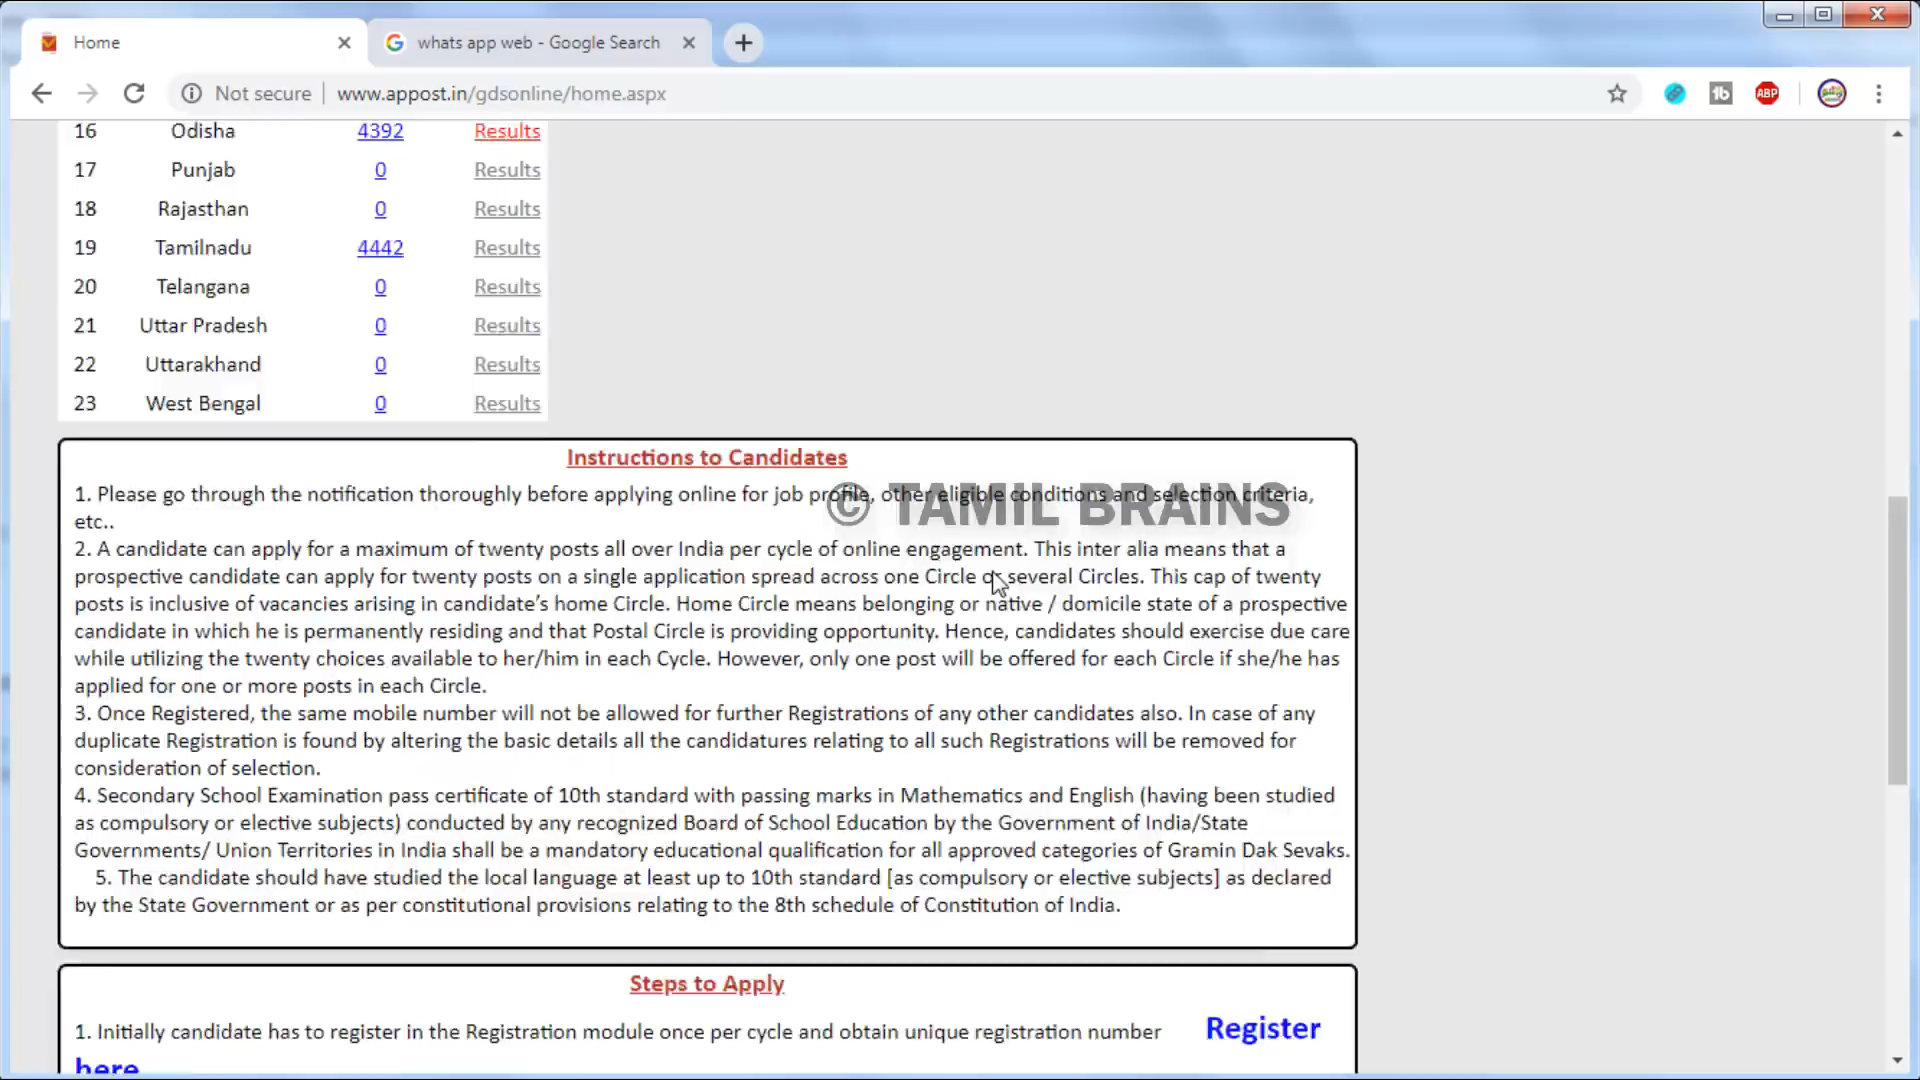 Home
whats app web - Google Search
Not secure
www.appost.in/gdsonline/home.aspx
1b
ABP
16 Odisha 4392 Results
17 Punjab 0 Results
18 Rajasthan 0 Results
19 Tamilnadu 4442 Results
20 Telangana 0 Results
21 Uttar Pradesh 0 Results
22 Uttarakhand 0 Results
23 West Bengal 0 Results
Instructions to Candidates
1. Please go through the notification thoroughly before applying online for job profile, other eligible conditions and selection criteria,
etc..
© TAMIL BRAINS
2. A candidate can apply for a maximum of twenty posts all over India per cycle of online engagement. This inter alia means that a
prospective candidate can apply for twenty posts on a single application spread across one Circle or several Circles. This cap of twenty
posts is inclusive of vacancies arising in candidate’s home Circle. Home Circle means belonging or native / domicile state of a prospective
candidate in which he is permanently residing and that Postal Circle is providing opportunity. Hence, candidates should exercise due care
while utilizing the twenty choices available to her/him in each Cycle. However, only one post will be offered for each Circle if she/he has
applied for one or more posts in each Circle.
3. Once Registered, the same mobile number will not be allowed for further Registrations of any other candidates also. In case of any
duplicate Registration is found by altering the basic details all the candidatures relating to all such Registrations will be removed for
consideration of selection.
4. Secondary School Examination pass certificate of 10th standard with passing marks in Mathematics and English (having been studied
as compulsory or elective subjects) conducted by any recognized Board of School Education by the Government of India/State
Governments/ Union Territories in India shall be a mandatory educational qualification for all approved categories of Gramin Dak Sevaks.
5. The candidate should have studied the local language at least up to 10th standard [as compulsory or elective subjects] as declared
by the State Government or as per constitutional provisions relating to the 8th schedule of Constitution of India.
Steps to Apply
1. Initially candidate has to register in the Registration module once per cycle and obtain unique registration number Register
here